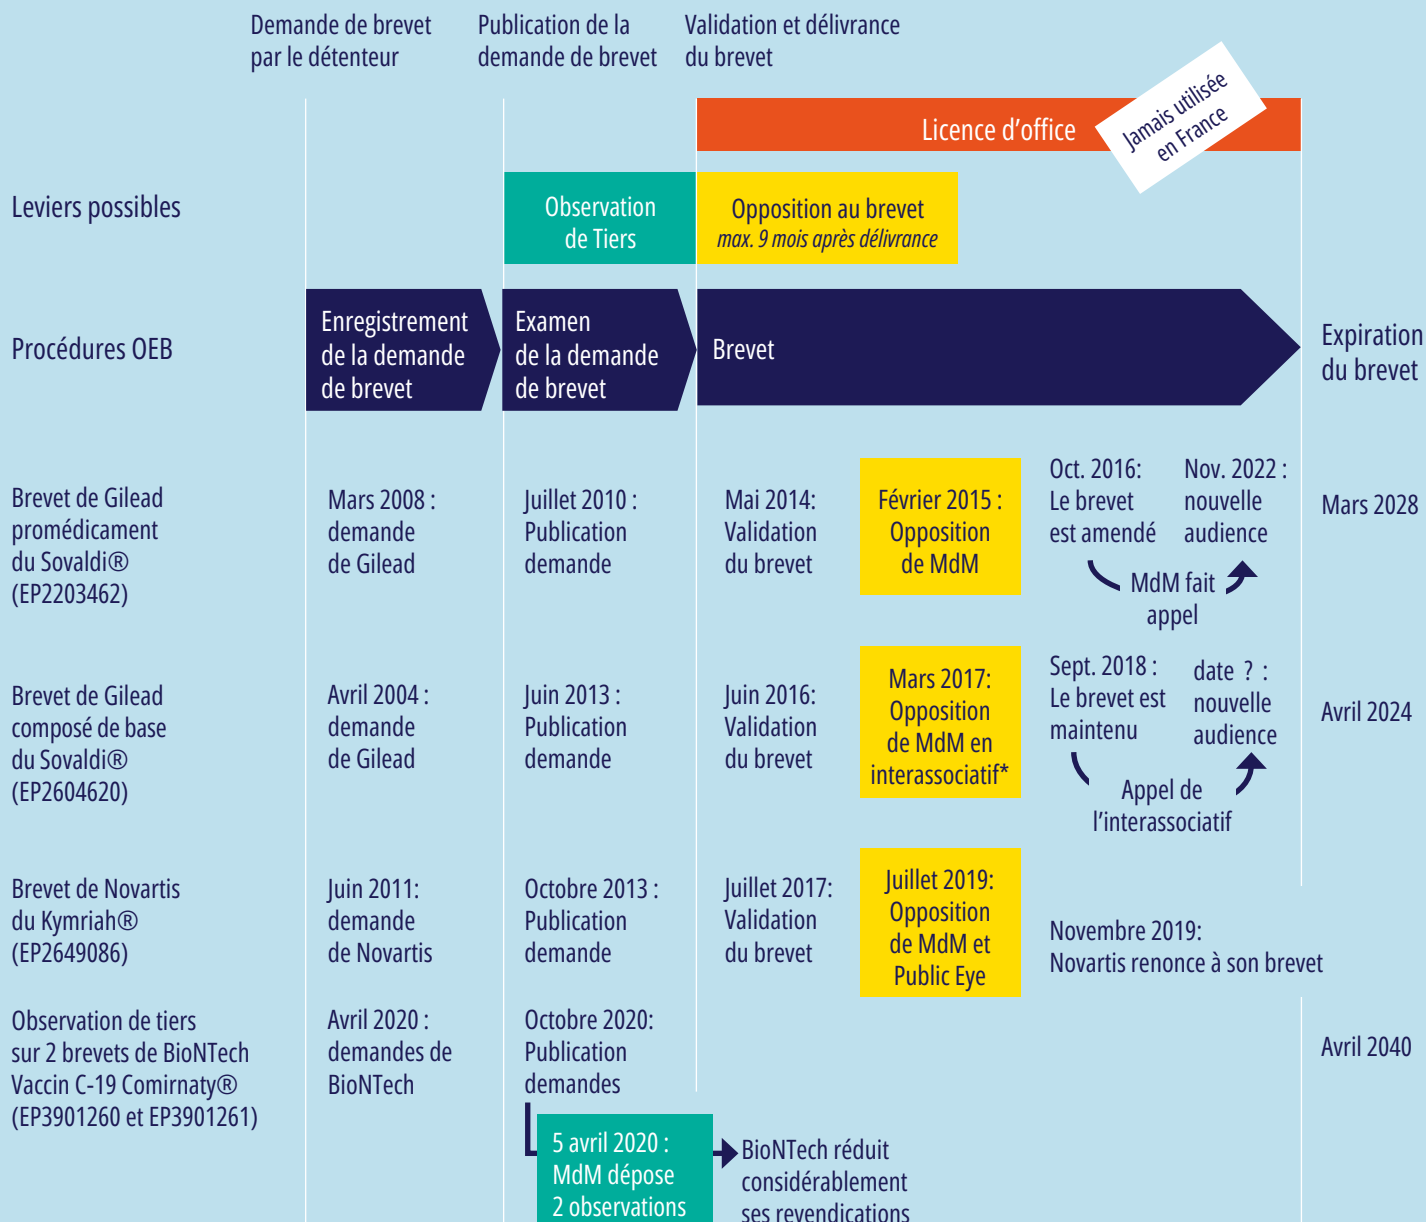 Demande de brevet
par le détenteur
Publication de la
demande de brevet
Validation et délivrance
du brevet
Licence d'office
Jamais utilisée
en France
Leviers possibles
Observation
de Tiers
Opposition au brevet
max. 9 mois après délivrance
Procédures OEB
Enregistrement
de la demande
de brevet
Examen
de la demande
de brevet
Brevet
Expiration
du brevet
Brevet de Gilead
promédicament
du Sovaldi®
(EP2203462)
Mars 2008 :
demande
de Gilead
Juillet 2010 :
Publication
demande
Mai 2014:
Validation
du brevet
Février 2015 :
Opposition
de MdM
Oct. 2016:
Le brevet
est amendé
Nov. 2022 :
nouvelle
audience
MdM fait
appel
Mars 2028
Brevet de Gilead
composé de base
du Sovaldi®
(EP2604620)
Avril 2004 :
demande
de Gilead
Juin 2013 :
Publication
demande
Juin 2016:
Validation
du brevet
Mars 2017:
Opposition
de MdM en
interassociatif*
Sept. 2018 :
Le brevet est
maintenu
date ? :
nouvelle
audience
Appel de
l'interassociatif
Avril 2024
Brevet de Novartis
du Kymriah®
(EP2649086)
Juin 2011:
demande
de Novartis
Octobre 2013 :
Publication
demande
Juillet 2017:
Validation
du brevet
Juillet 2019:
Opposition
de MdM et
Public Eye
Novembre 2019:
Novartis renonce à son brevet
Observation de tiers
sur 2 brevets de BioNTech
Vaccin C-19 Comirnaty®
(EP3901260 et EP3901261)
Avril 2020 :
demandes de
BioNTech
Octobre 2020:
Publication
demandes
Avril 2040
5 avril 2020 :
MdM dépose
2 observations
BioNTech réduit
considérablement
ses revendications